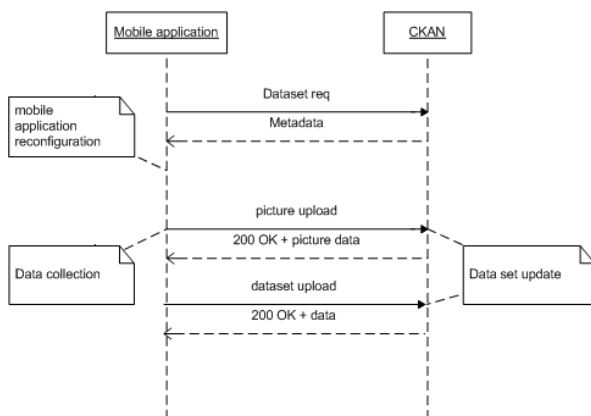 Mobile application
CKAN
Dataset req
mobile
application
reconfiguration
Metadata
picture upload
200 OK + picture data
Data collection
Data set update
dataset upload
200 OK + data